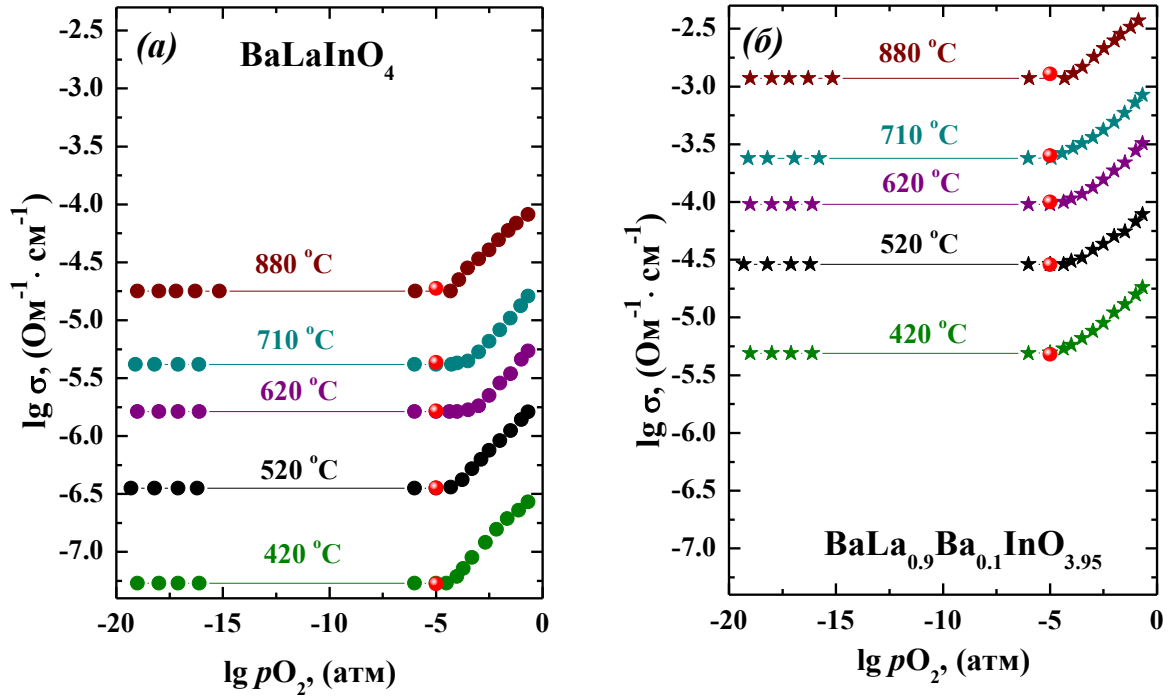 (а)
BaLaInO₄
-2.5
-3.0
-3.5
-4.0
-4.5
-5.0
-5.5
-6.0
-6.5
-7.0
lg σ, (Ом⁻¹· см⁻¹)
880 °C
710 °C
620 °C
520 °C
420 °C
-20 -15 -10 -5 0
lg pO₂, (атм)
(б)
-2.5
-3.0
-3.5
-4.0
-4.5
-5.0
-5.5
-6.0
-6.5
-7.0
lg σ, (Ом⁻¹· см⁻¹)
880 °C
710 °C
620 °C
520 °C
420 °C
BaLa₀.₉Ba₀.₁InO₃.₉₅
-20 -15 -10 -5 0
lg pO₂, (атм)